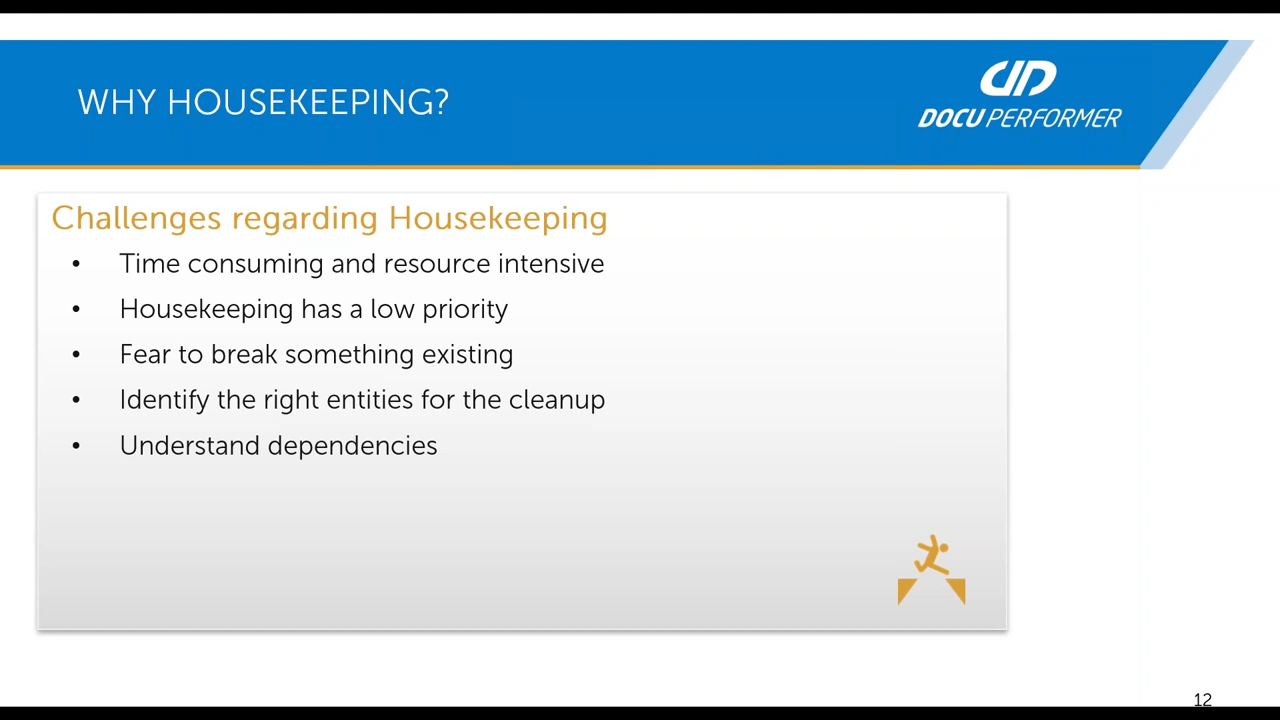 WHY HOUSEKEEPING?
DOCU PERFORMER
Challenges regarding Housekeeping
• Time consuming and resource intensive
• Housekeeping has a low priority
• Fear to break something existing
• Identify the right entities for the cleanup
• Understand dependencies
12